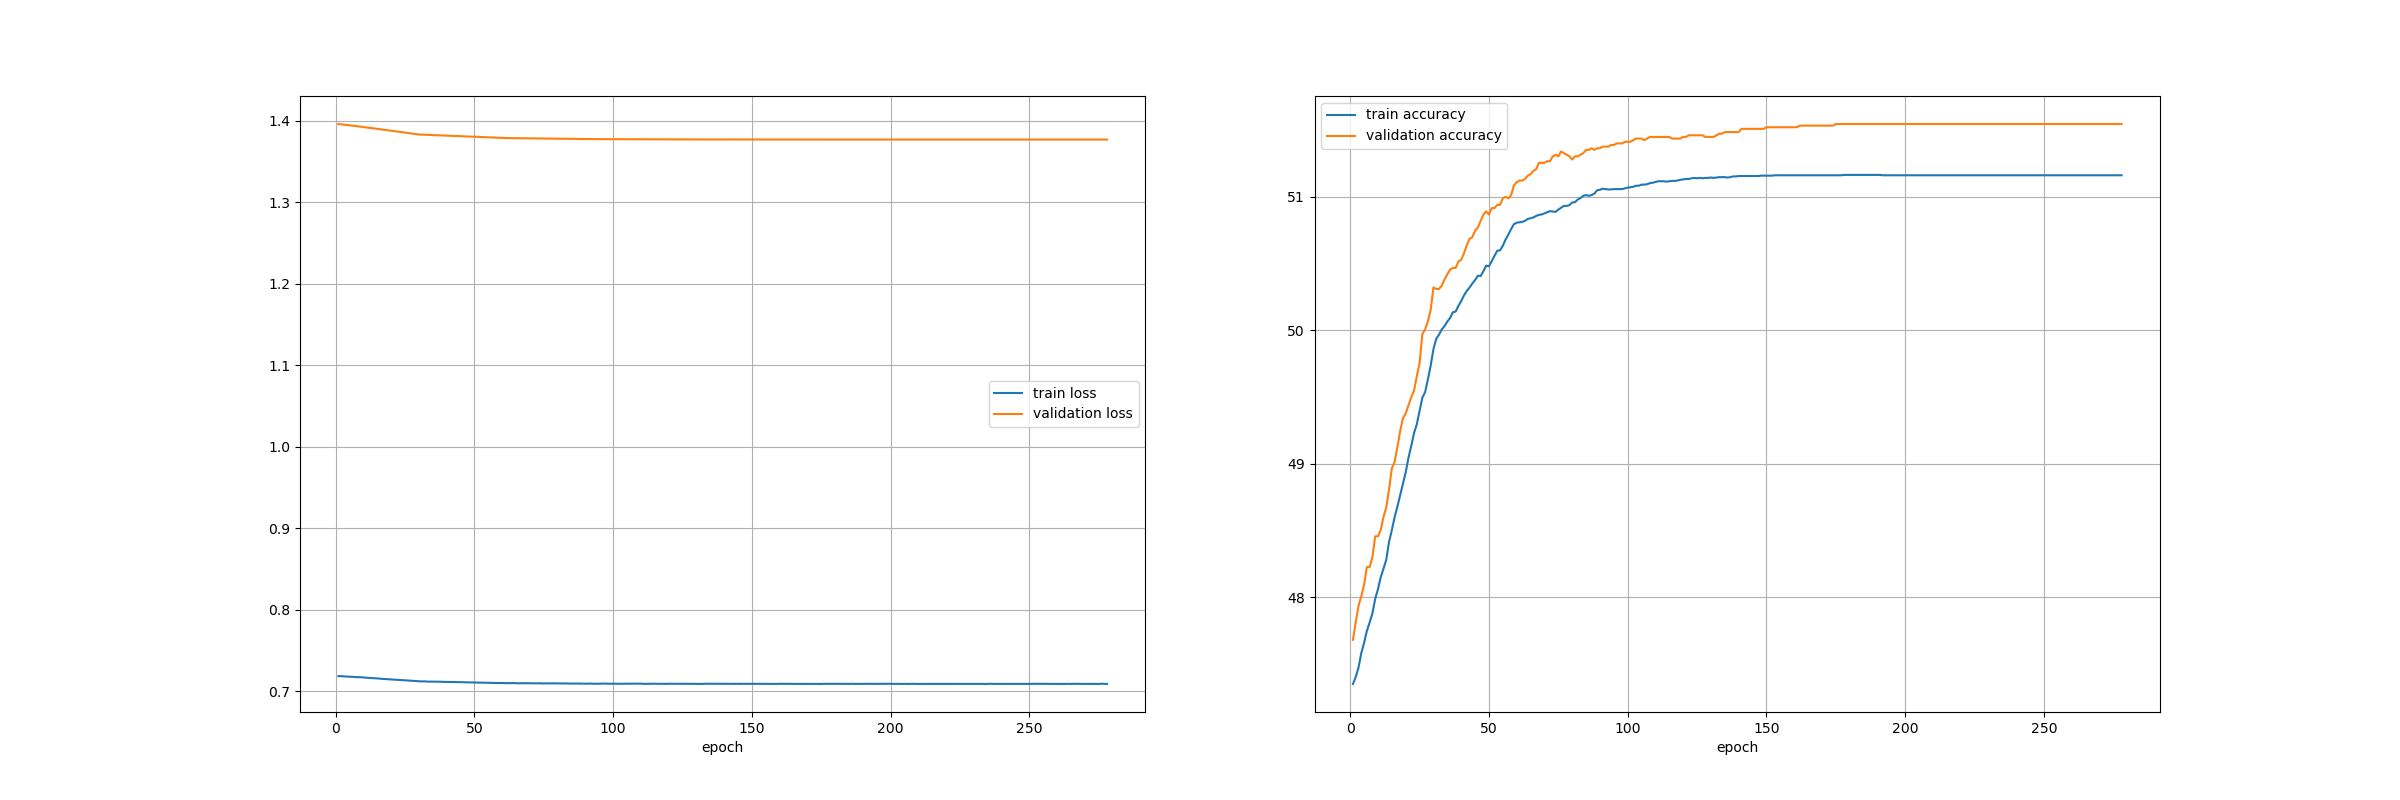 1.4
1.3
1.2
1.1
1.0
0.9
0.8
0.7
0 50 100 150 200 250
epoch
train loss
validation loss
train accuracy
validation accuracy
51
50
49
48
0 50 100 150 200 250
epoch